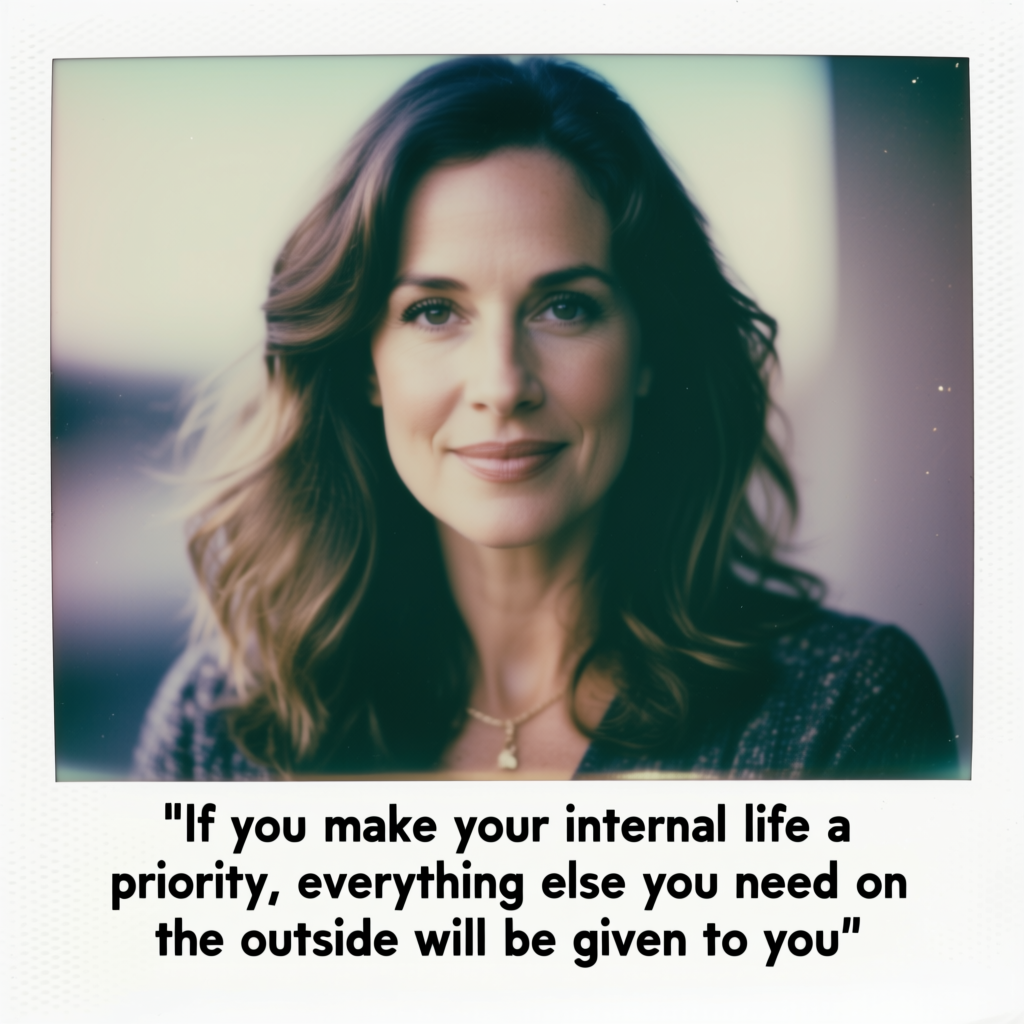 "If you make your internal life a
priority, everything else you need on
the outside will be given to you”